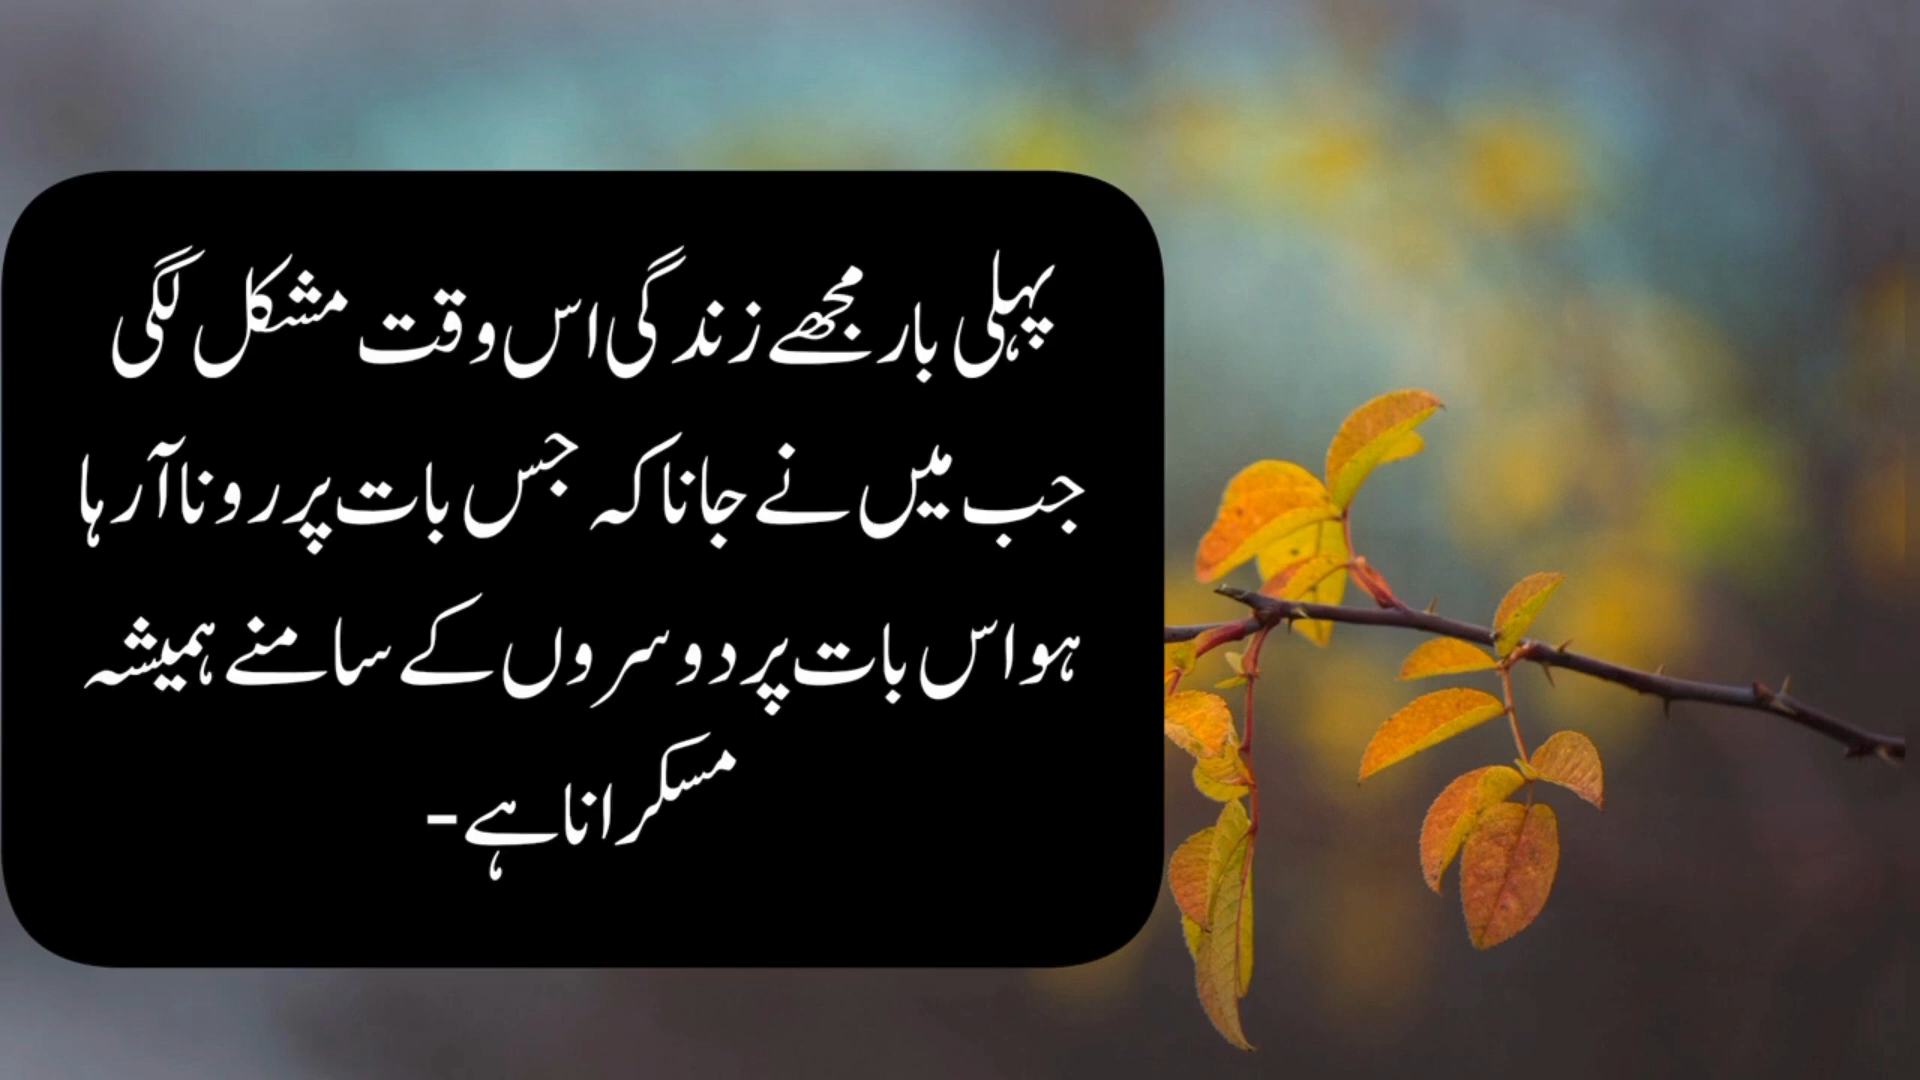 پہلی بار مجھے زندگی اس وقت مشکل لگی
جب میں نے جانا کہ جس بات پر رونا آ رہا
ہو اس بات پر دوسروں کے سامنے ہمیشہ
مسکرانا ہے-